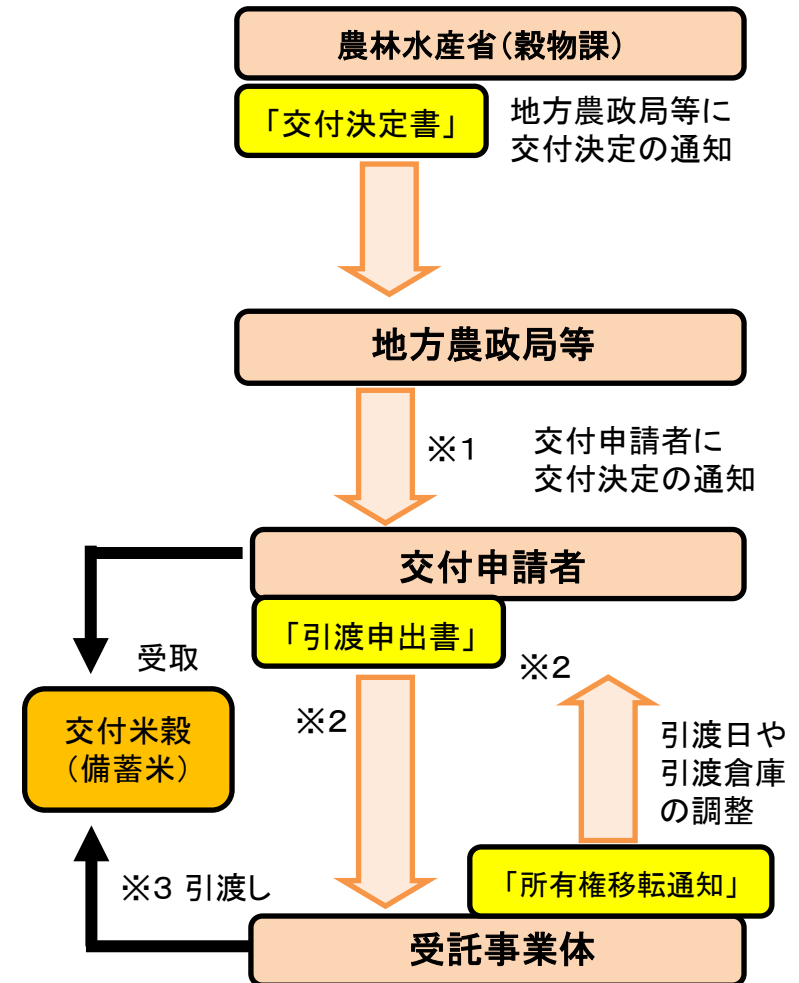 農林水産省(穀物課)
「交付決定書」
地方農政局等に
交付決定の通知
地方農政局等
※1
交付申請者に
交付決定の通知
交付申請者
「引渡申出書」
受取
※2
※2
交付米穀
(備蓄米)
引渡日や
引渡倉庫
の調整
※3 引渡し
「所有権移転通知」
受託事業体